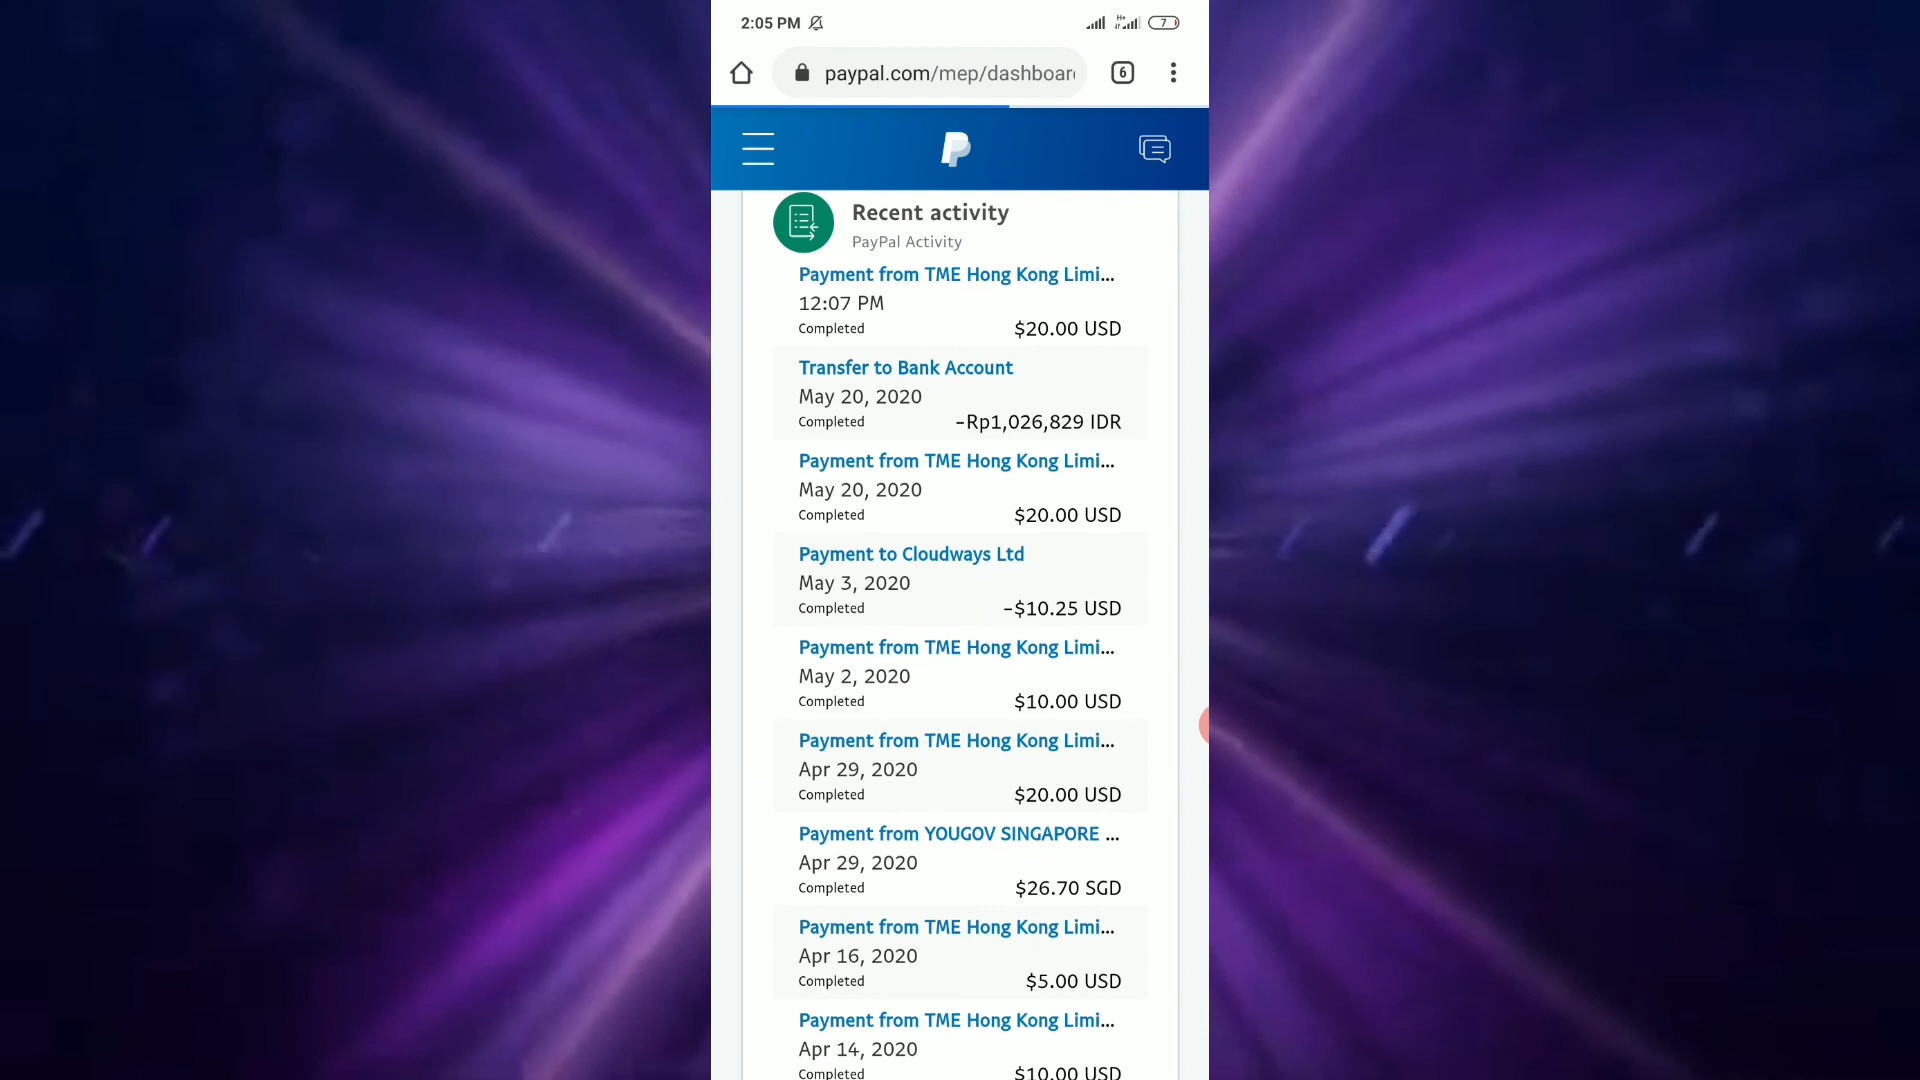 2:05 PM
H+
7
paypal.com/mep/dashboar
6
Recent activity
PayPal Activity
Payment from TME Hong Kong Limi...
12:07 PM
Completed $20.00 USD
Transfer to Bank Account
May 20, 2020
Completed -Rp1,026,829 IDR
Payment from TME Hong Kong Limi...
May 20, 2020
Completed $20.00 USD
Payment to Cloudways Ltd
May 3, 2020
Completed -$10.25 USD
Payment from TME Hong Kong Limi...
May 2, 2020
Completed $10.00 USD
Payment from TME Hong Kong Limi...
Apr 29, 2020
Completed $20.00 USD
Payment from YOUGOV SINGAPORE ...
Apr 29, 2020
Completed $26.70 SGD
Payment from TME Hong Kong Limi...
Apr 16, 2020
Completed $5.00 USD
Payment from TME Hong Kong Limi...
Apr 14, 2020
Completed $10.00 USD